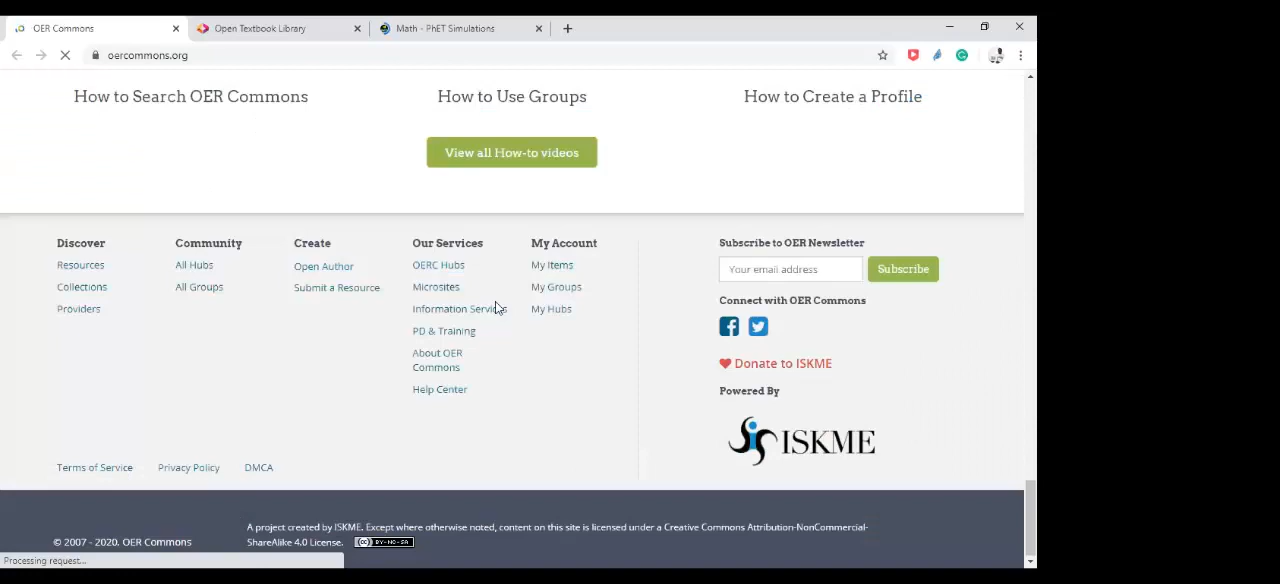 OER Commons
Open Textbook Library
Math - PhET Simulations
oercommons.org
How to Search OER Commons
How to Use Groups
How to Create a Profile
View all How-to videos
Discover
Resources
Collections
Providers
Community
All Hubs
All Groups
Create
Open Author
Submit a Resource
Our Services
OERC Hubs
Microsites
Information Services
PD & Training
About OER
Commons
Help Center
My Account
My Items
My Groups
My Hubs
Subscribe to OER Newsletter
Your email address
Subscribe
Connect with OER Commons
Donate to ISKME
Powered By
ISKME
Terms of Service
Privacy Policy
DMCA
© 2007 - 2020, OER Commons
A project created by ISKME. Except where otherwise noted, content on this site is licensed under a Creative Commons Attribution-NonCommercial-
ShareAlike 4.0 License.
cc BY-NC-SA
Processing request...